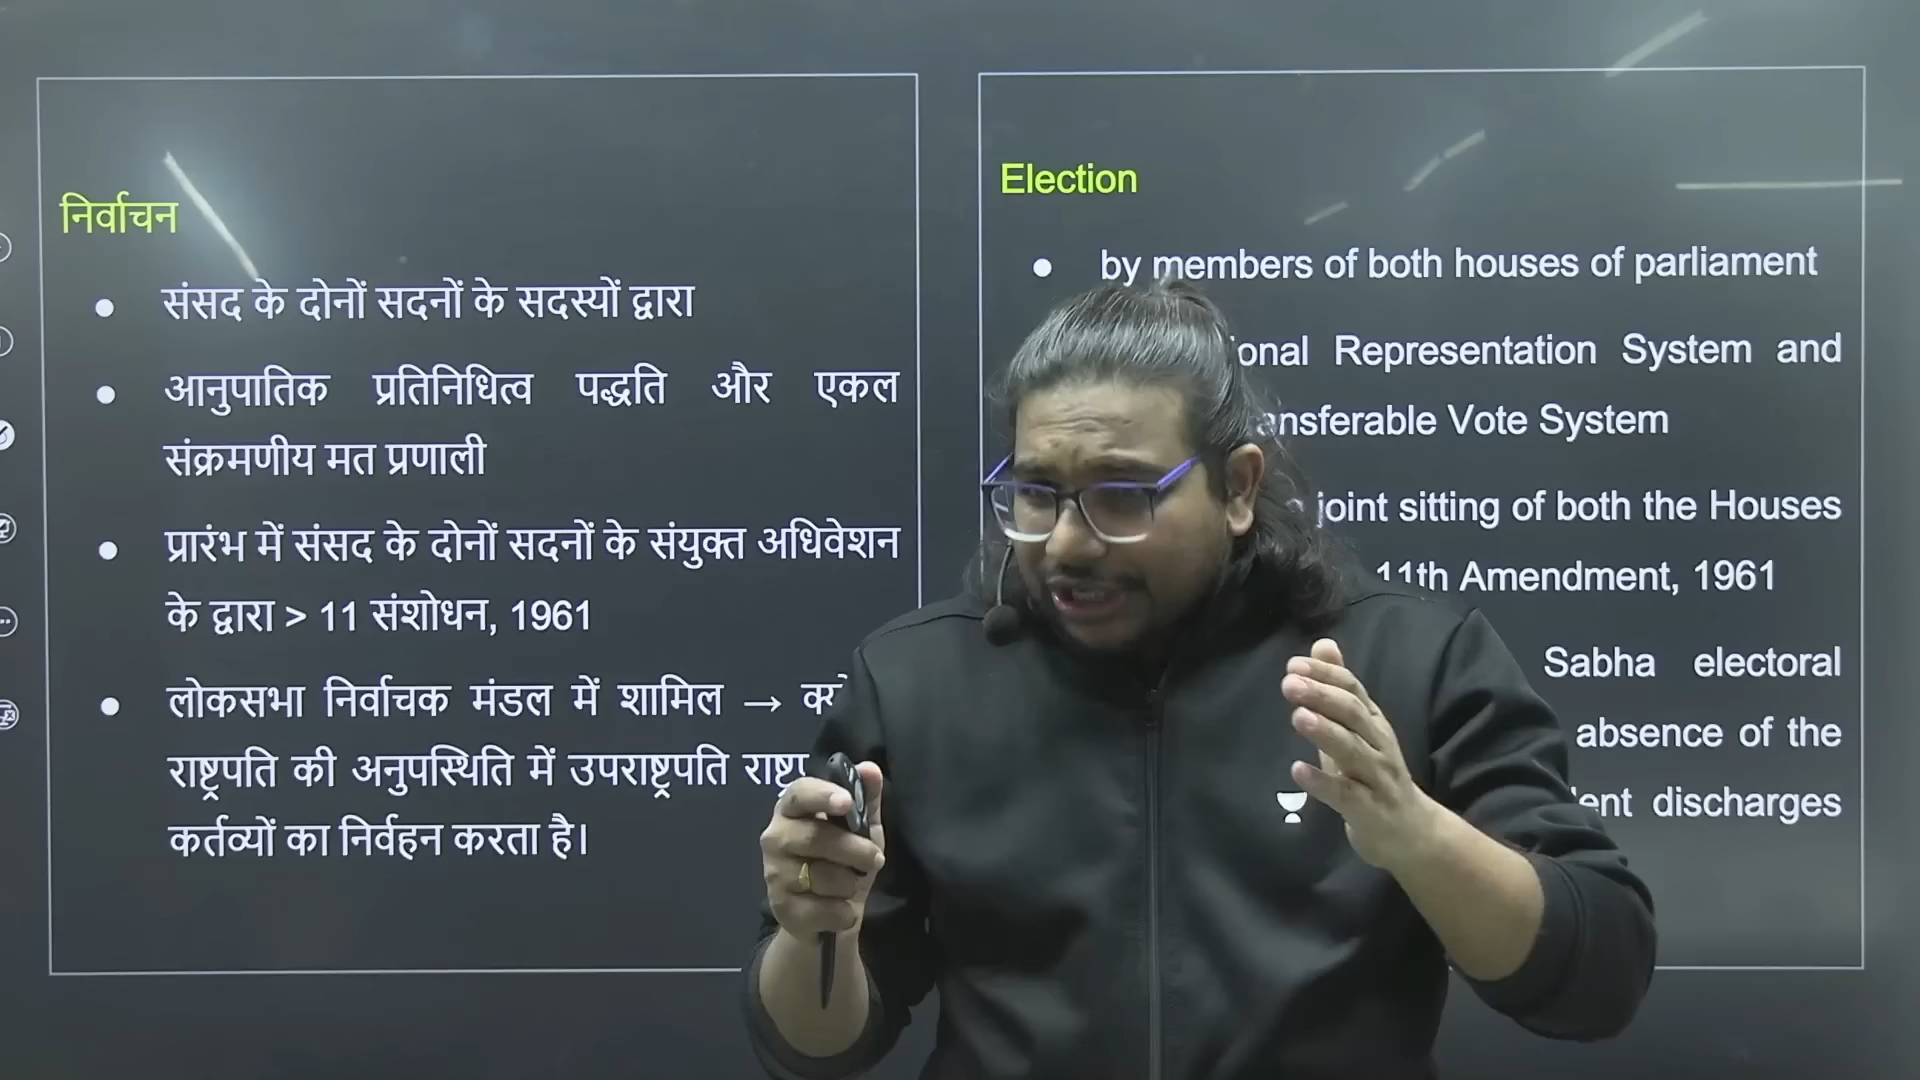 निर्वाचन
● संसद के दोनों सदनों के सदस्यों द्वारा
● आनुपातिक प्रतिनिधित्व पद्धति और एकल
संक्रमणीय मत प्रणाली
● प्रारंभ में संसद के दोनों सदनों के संयुक्त अधिवेशन
के द्वारा > 11 संशोधन, 1961
● लोकसभा निर्वाचक मंडल में शामिल →
राष्ट्रपति की अनुपस्थिति में उपराष्ट्रपति
कर्तव्यों का निर्वहन करता है।
Election
● by members of both houses of parliament
Representation System and
Vote System
joint sitting of both the Houses
11th Amendment, 1961
Sabha electoral
absence of the
discharges